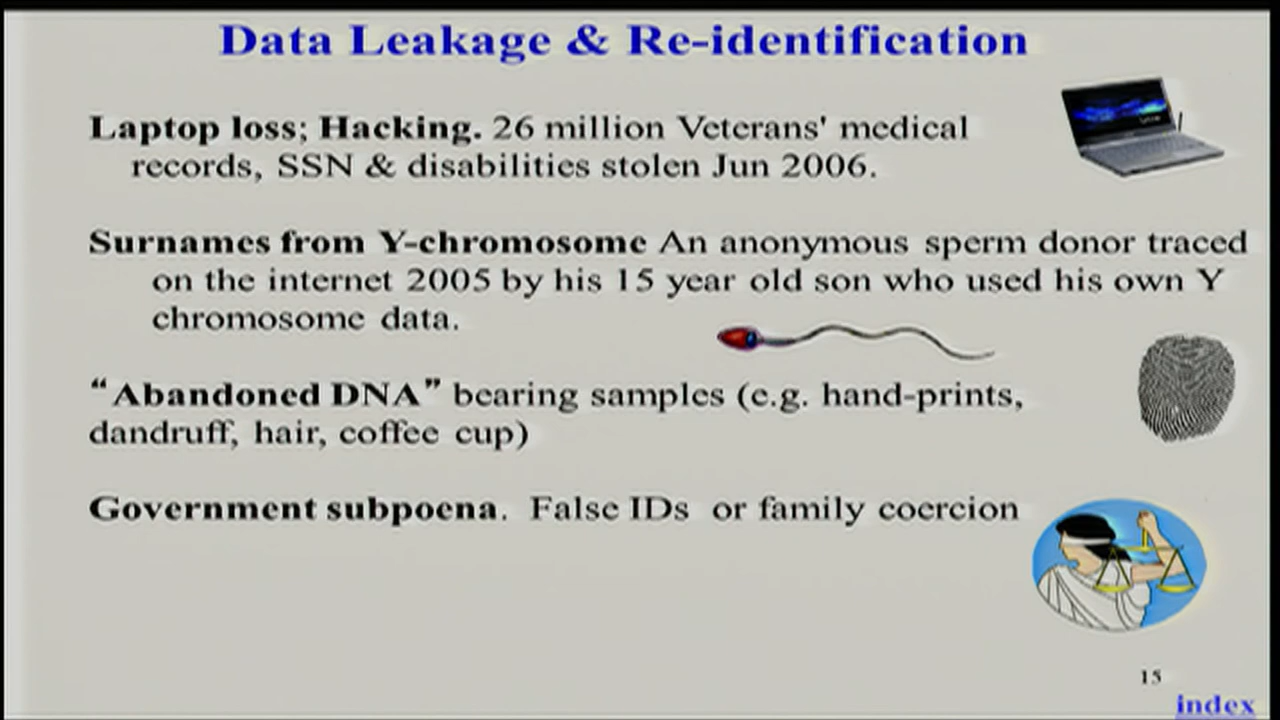 Data Leakage & Re-identification
Laptop loss; Hacking. 26 million Veterans' medical
records, SSN & disabilities stolen Jun 2006.
Surnames from Y-chromosome An anonymous sperm donor traced
on the internet 2005 by his 15 year old son who used his own Y
chromosome data.
“Abandoned DNA” bearing samples (e.g. hand-prints,
dandruff, hair, coffee cup)
Government subpoena. False IDs or family coercion
15
index